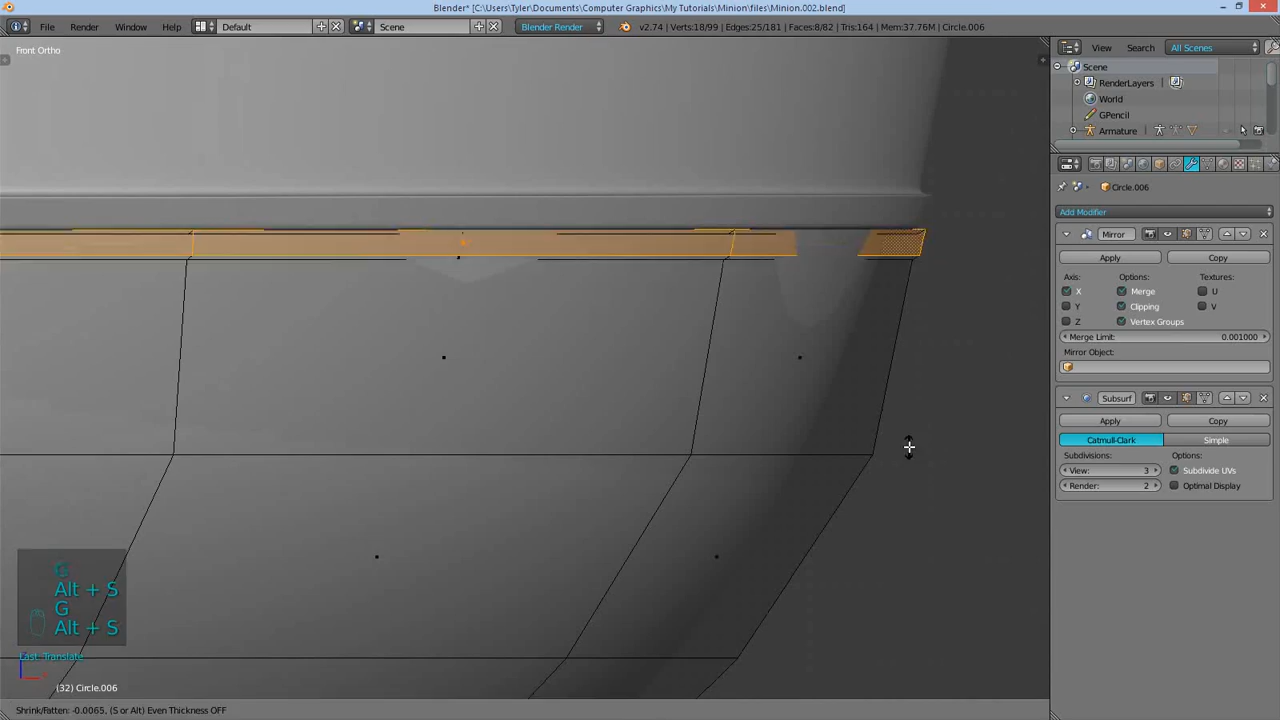 Blender* [C:\Users\Tyler\Documents\Computer Graphics\My Tutorials\Minion\files\Minion.002.blend]
File Render Window Help Default Scene Blender Render v2.74 | Verts:18/99 | Edges:25/181 | Faces:8/82 | Tris:164 | Mem:37.76M | Circle.006
View Search All Scenes
Front Ortho
Scene
RenderLayers
World
GPencil
Armature
Circle.006
Add Modifier
Mirror
Apply Copy
Axis: Options: Textures:
X Merge U
Y Clipping V
Z Vertex Groups
Merge Limit: 0.001000
Mirror Object:
Subsurf
Apply Copy
Catmull-Clark Simple
Subdivisions: Options:
View: 3 Subdivide UVs
Render: 2 Optimal Display
Alt + S
G
Alt + S
Last: Translate
(32) Circle.006
Shrink/Fatten: -0.0065, (S or Alt) Even Thickness OFF